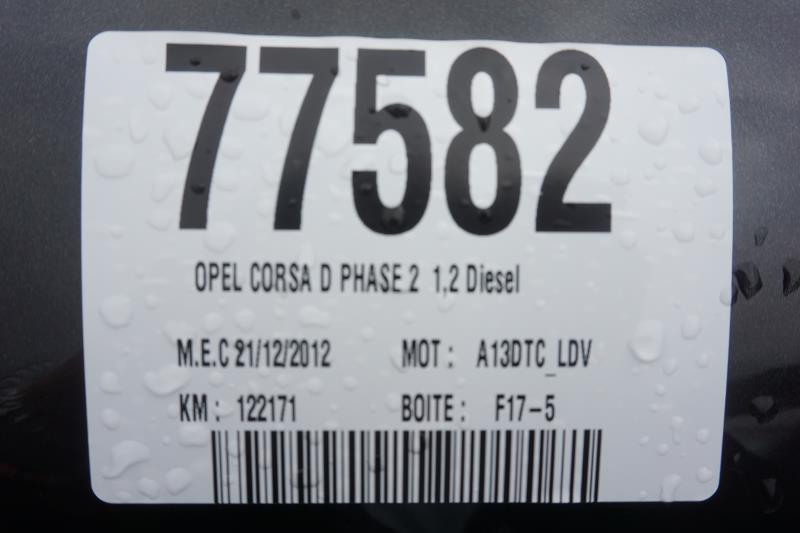 77582
OPEL CORSA D PHASE 2 1,2 Diesel
M.E.C 21/12/2012 MOT : A13DTC_LDV
KM : 122171 BOITE : F17-5